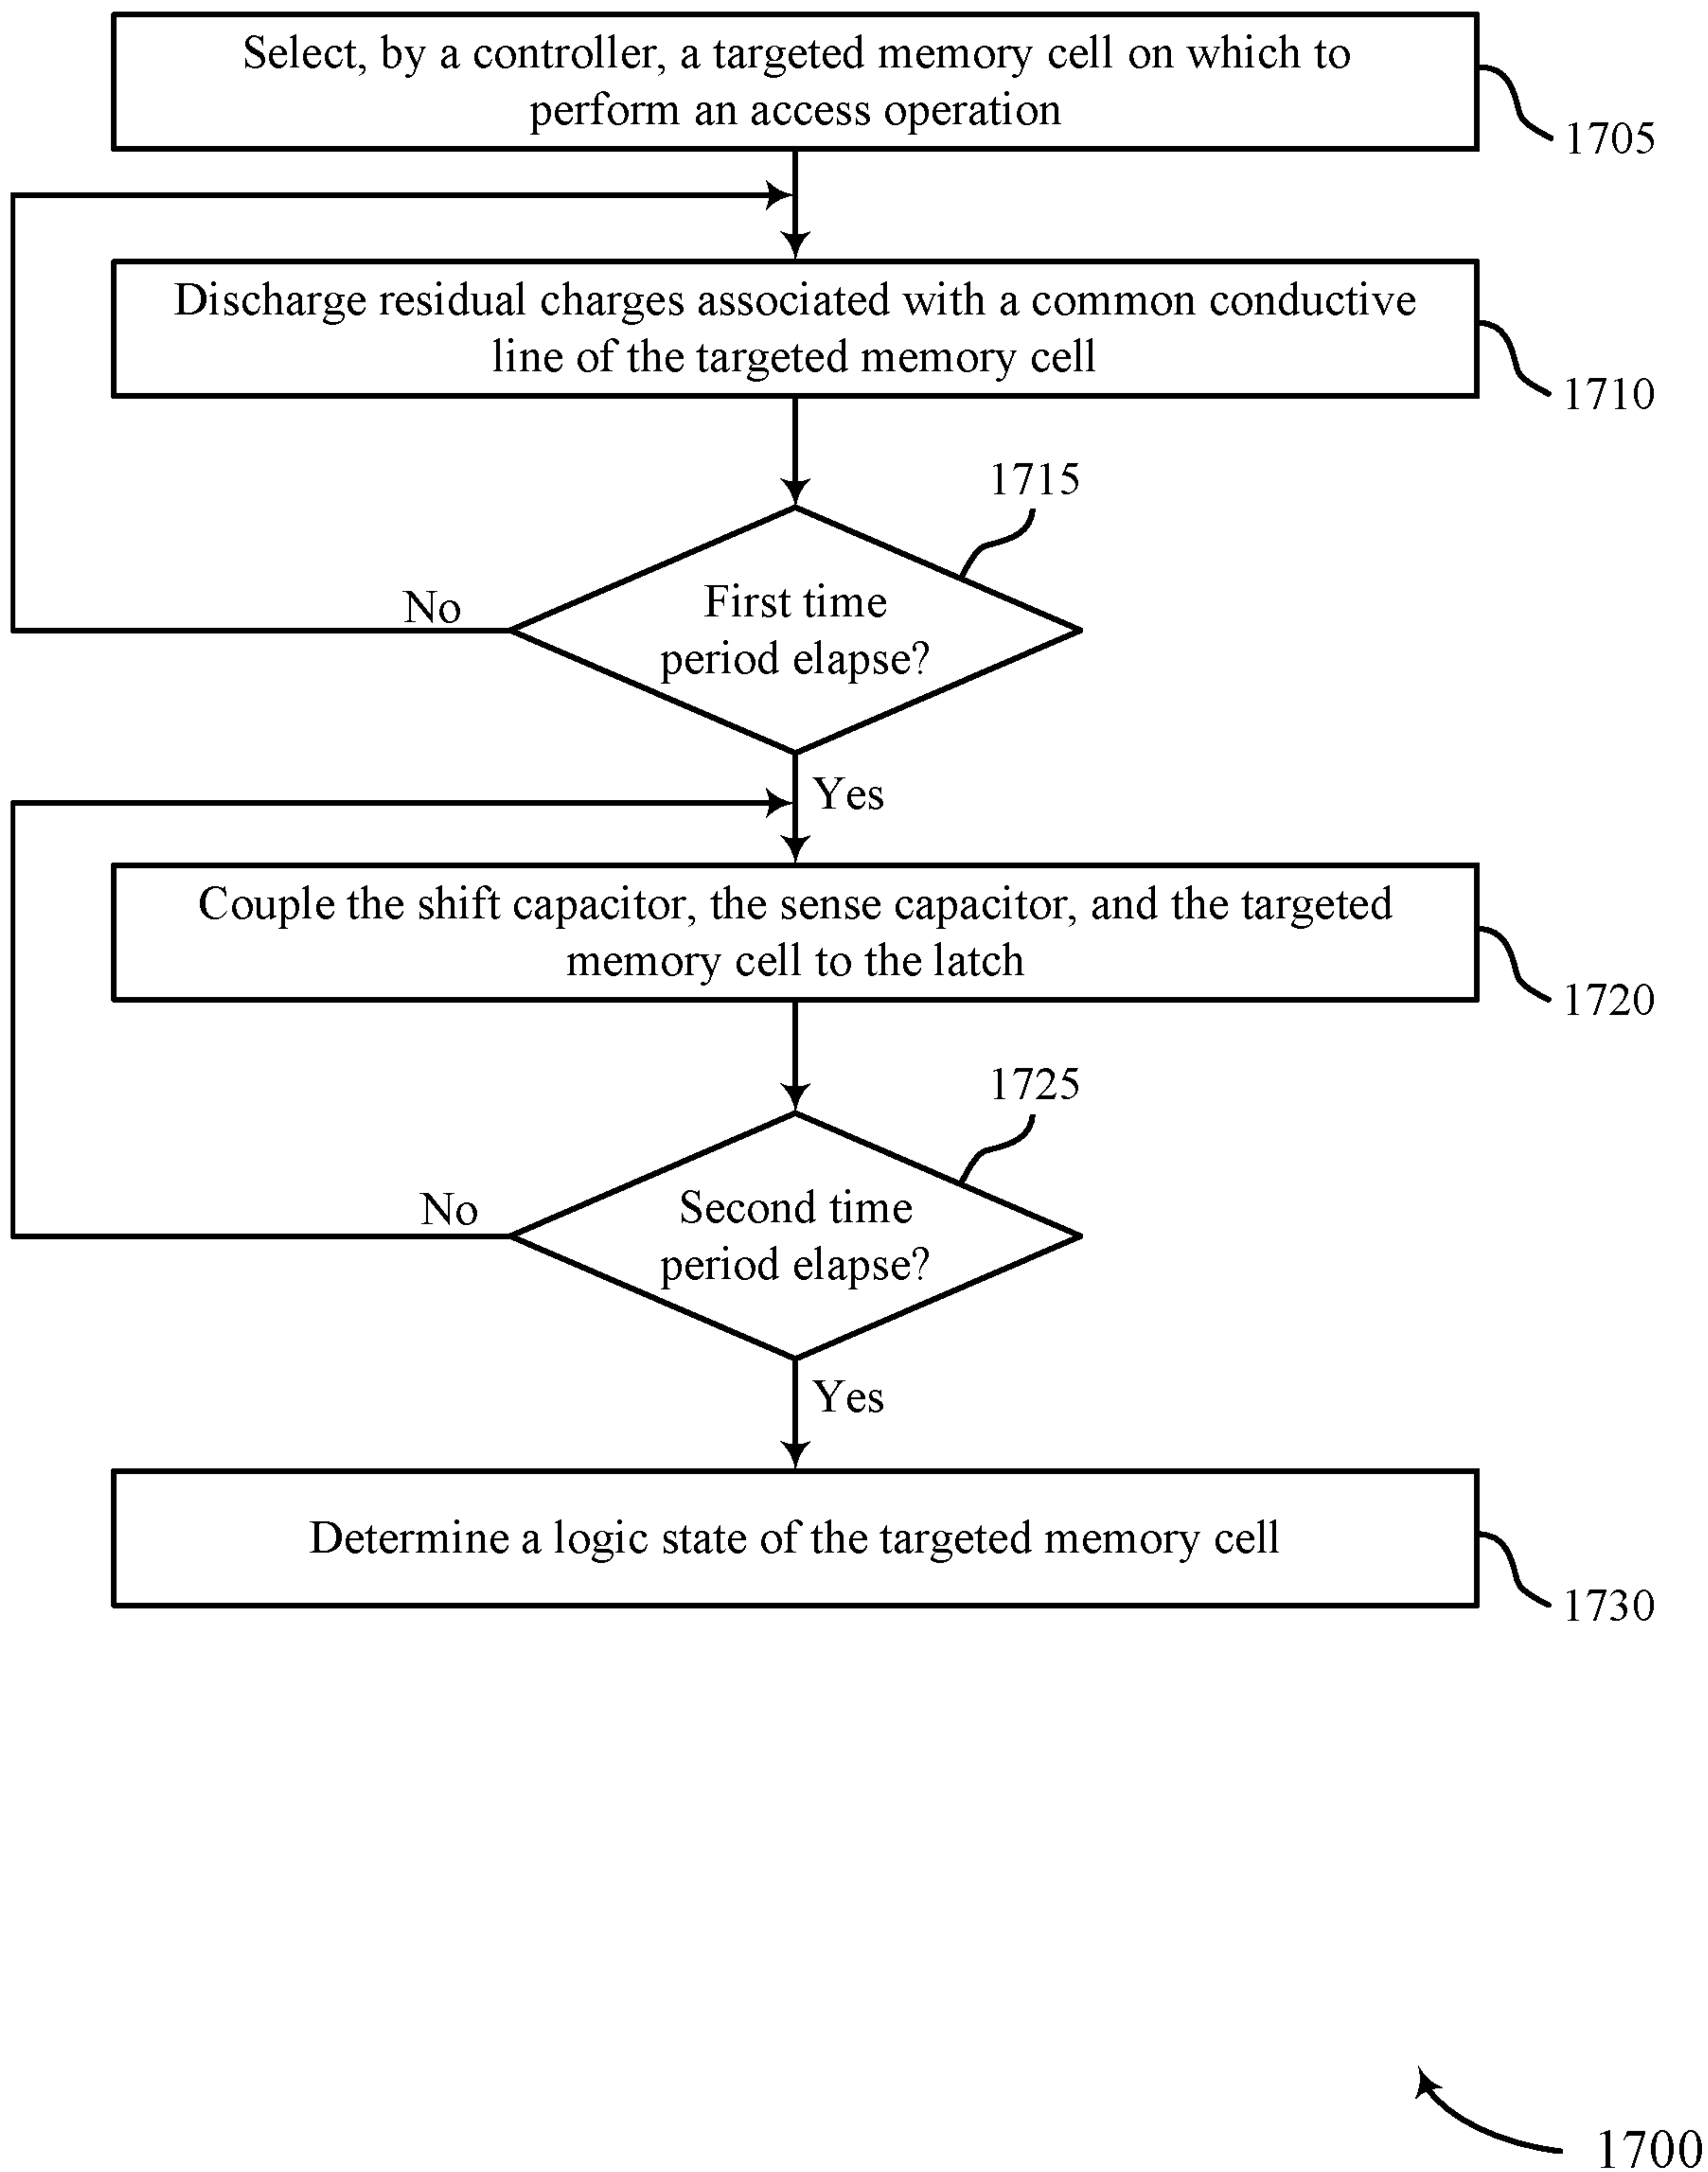 Select, by a controller, a targeted memory cell on which to
perform an access operation
1705
Discharge residual charges associated with a common conductive
line of the targeted memory cell
1710
1715
First time
period elapse?
No
Yes
Couple the shift capacitor, the sense capacitor, and the targeted
memory cell to the latch
1720
1725
Second time
period elapse?
No
Yes
Determine a logic state of the targeted memory cell
1730
1700